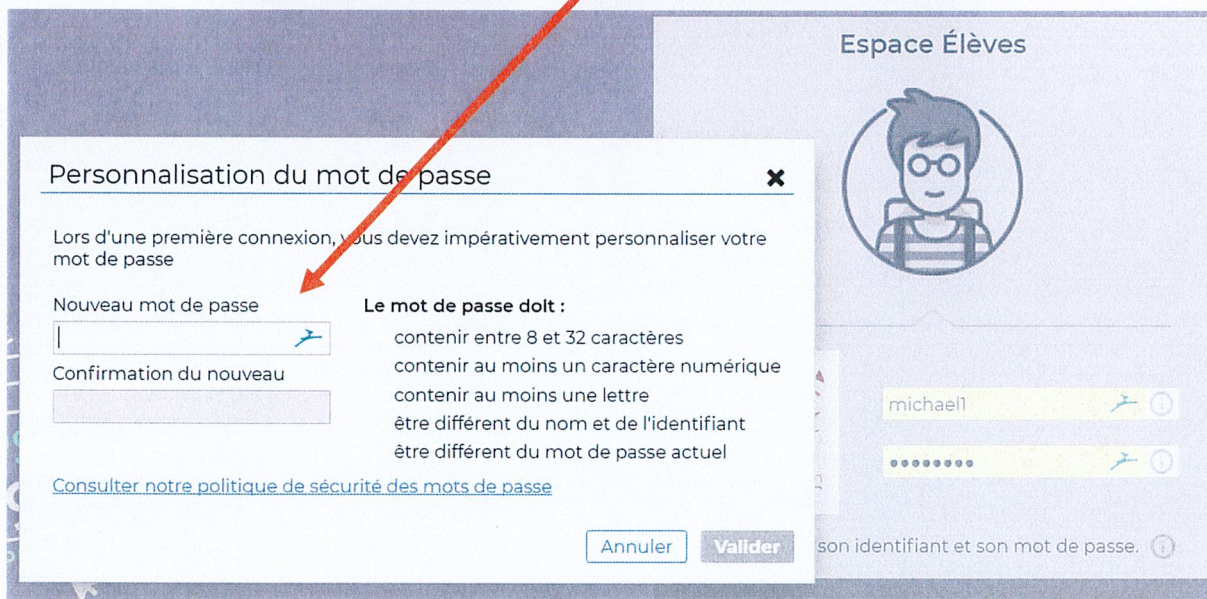 Espace Élèves
Personnalisation du mot de passe
Lors d'une première connexion, vous devez impérativement personnaliser votre
mot de passe
Nouveau mot de passe
Confirmation du nouveau
Le mot de passe doit :
contenir entre 8 et 32 caractères
contenir au moins un caractère numérique
contenir au moins une lettre
être différent du nom et de l'identifiant
être différent du mot de passe actuel
Consulter notre politique de sécurité des mots de passe
Annuler
Valider
michael1
son identifiant et son mot de passe.